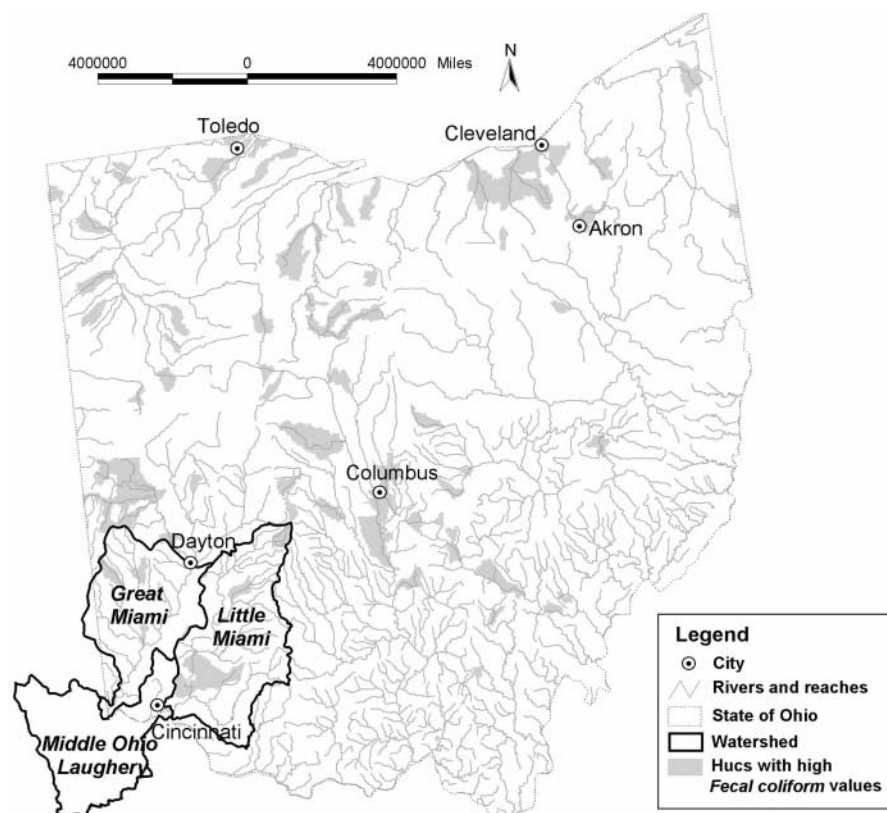 4000000 0 4000000 Miles
N
Toledo
Cleveland
Akron
Columbus
Dayton
Great
Miami
Little
Miami
Cincinnati
Middle Ohio
Laughery
Legend
City
Rivers and reaches
State of Ohio
Watershed
Hucs with high
Fecal coliform values